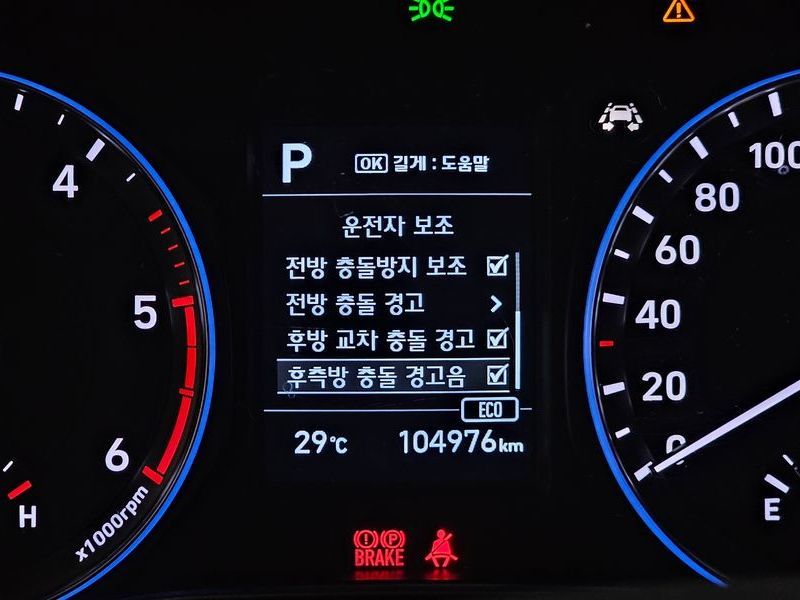 P
OK 길게 : 도움말
운전자 보조
전방 충돌방지 보조
전방 충돌 경고
후방 교차 충돌 경고
후측방 충돌 경고음
ECO
29℃
104976km
4
5
6
x1000rpm
H
100
80
60
40
20
0
E
(!) (P)
BRAKE